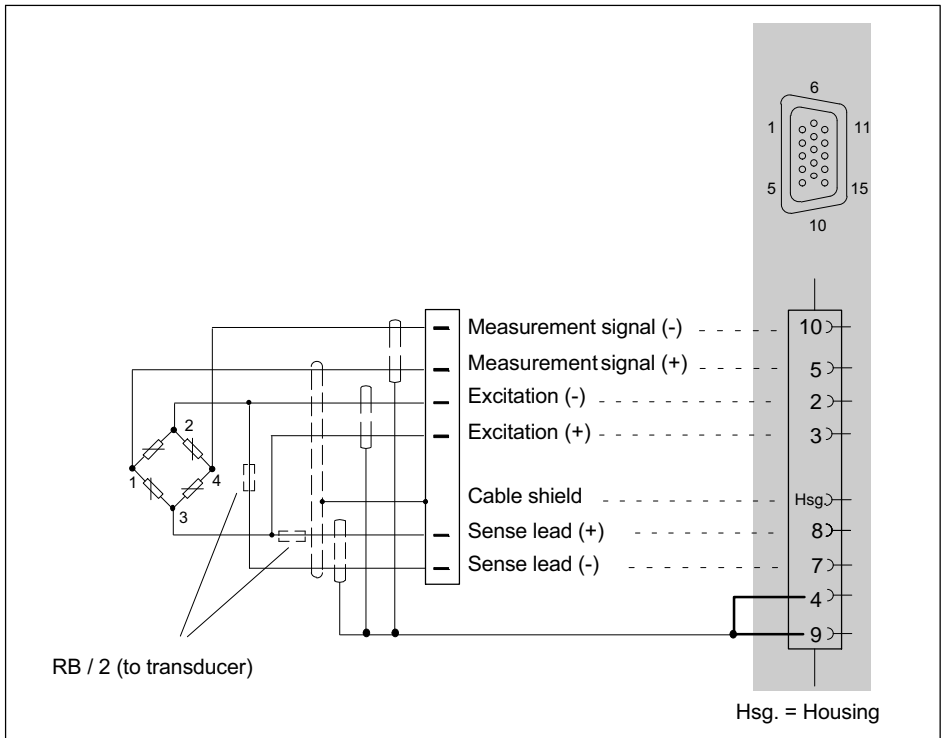 6
1 11
5 15
10
Measurement signal (-) 10
Measurement signal (+) 5
Excitation (-) 2
Excitation (+) 3
2
1 4
3
Cable shield Hsg.
Sense lead (+) 8
Sense lead (-) 7
4
9
RB / 2 (to transducer)
Hsg. = Housing